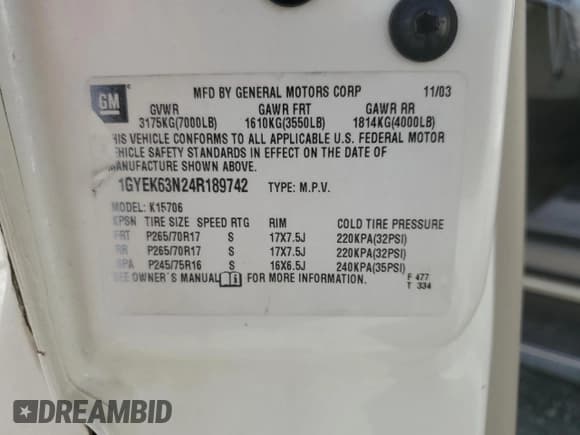 GM
MFD BY GENERAL MOTORS CORP 11/03
GVWR GAWR FRT GAWR RR
3175KG(7000LB) 1610KG(3550LB) 1814KG(4000LB)
HIS VEHICLE CONFORMS TO ALL APPLICABLE U.S. FEDERAL MOTOR
EHICLE SAFETY STANDARDS IN EFFECT ON THE DATE OF
MANUFACTURE SHOWN ABOVE.
1GYEK63N24R189742 TYPE: M.P.V.
MODEL: K15706
KPSN TIRE SIZE SPEED RTG RIM COLD TIRE PRESSURE
FRT P265/70R17 S 17X7.5J 220KPA(32PSI)
RR P265/70R17 S 17X7.5J 220KPA(32PSI)
SPA P245/75R16 S 16X6.5J 240KPA(35PSI)
SEE OWNER'S MANUAL FOR MORE INFORMATION.
F 477
T 334
DREAMBID